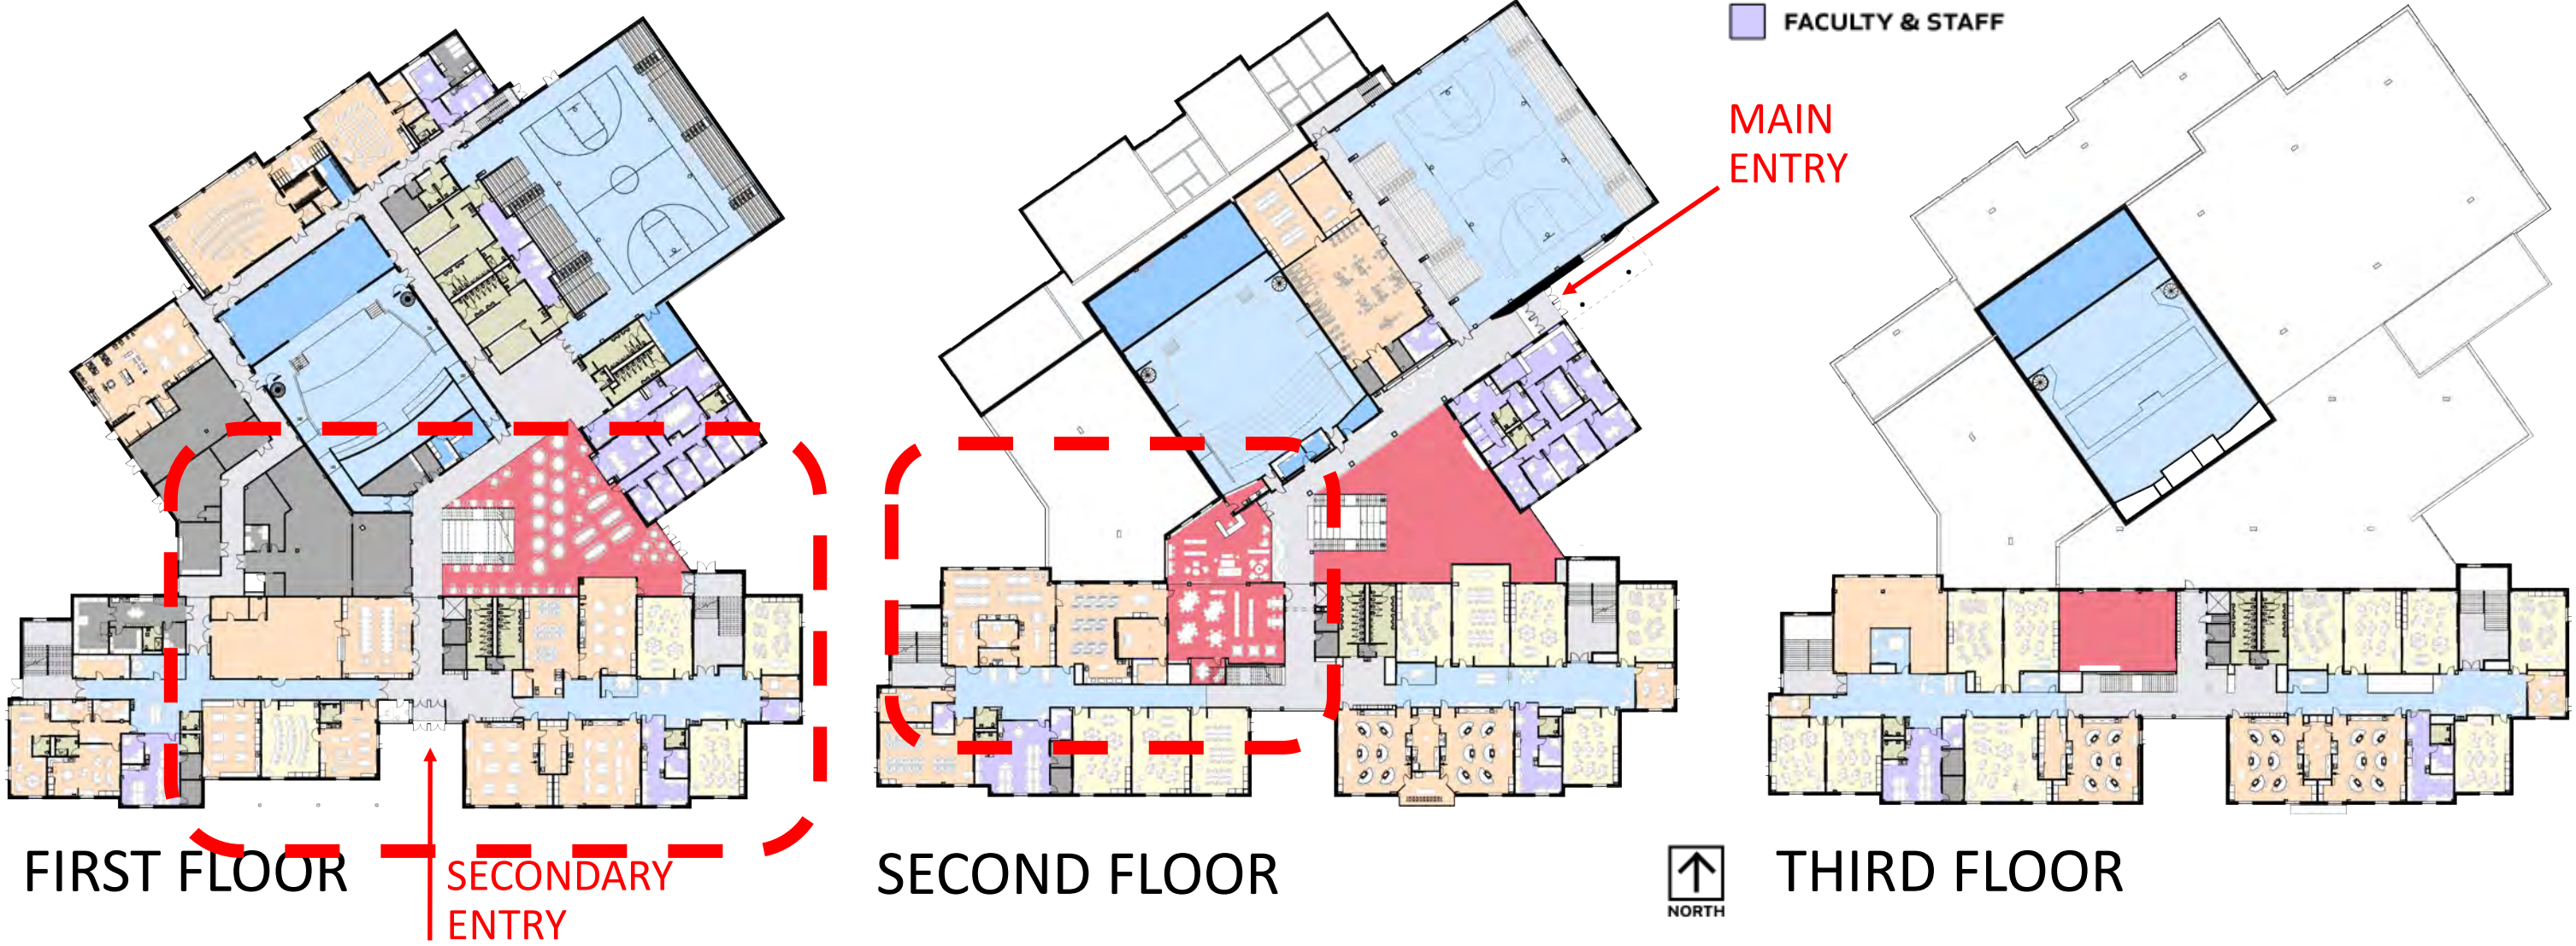 FACULTY & STAFF
MAIN
ENTRY
FIRST FLOOR
SECONDARY
ENTRY
SECOND FLOOR
NORTH
THIRD FLOOR